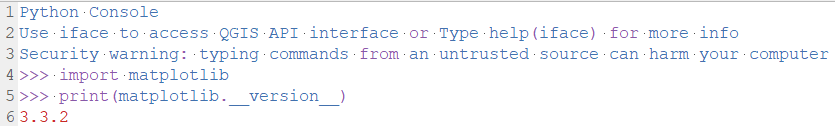 1 Python Console
2 Use iface to access QGIS API interface or Type help(iface) for more info
3 Security warning: typing commands from an untrusted source can harm your computer
4 >>> import matplotlib
5 >>> print(matplotlib.__version__)
6 3.3.2